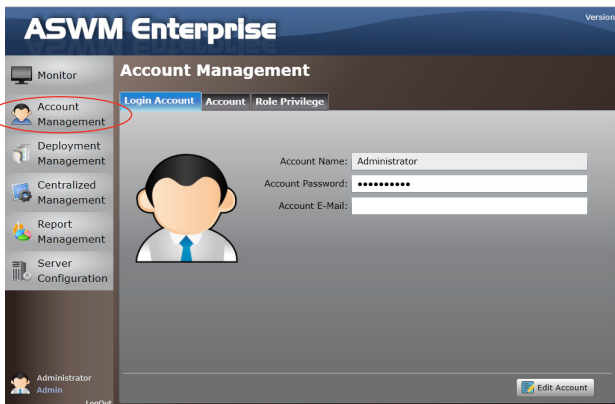 ASWM Enterprise
Version
Monitor
Account
Management
Deployment
Management
Centralized
Management
Report
Management
Server
Configuration
Administrator
Admin
LogOut
Account Management
Login Account Account Role Privilege
Account Name: Administrator
Account Password: ••••••••••
Account E-Mail:
Edit Account